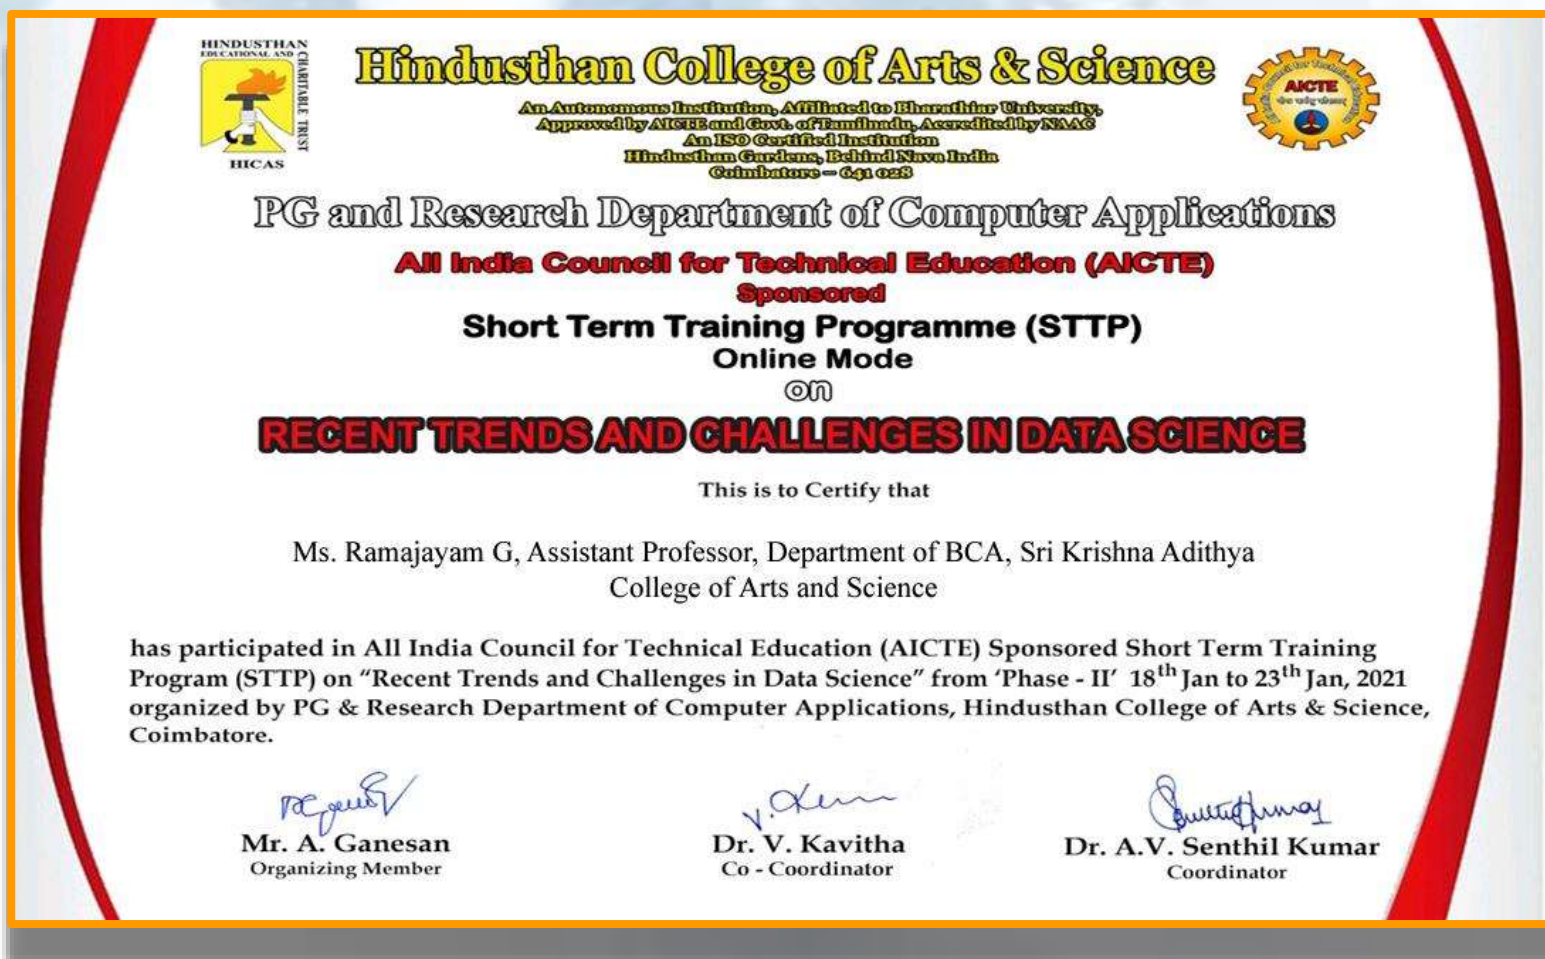 HINDUSTHAN
EDUCATIONAL AND
CHARITABLE TRUST
HICAS
Hindusthan College of Arts & Science
An Autonomous Institution, Affiliated to Bharathiar University,
Approved by AICTE and Govt. of Tamilnadu, Accredited by NAAC
An ISO Certified Institution
Hindusthan Gardens, Behind Nava India
Coimbatore – 641 028
All India Council for Technical Education
AICTE
PG and Research Department of Computer Applications
All India Council for Technical Education (AICTE)
Sponsored
Short Term Training Programme (STTP)
Online Mode
on
RECENT TRENDS AND CHALLENGES IN DATA SCIENCE
This is to Certify that
Ms. Ramajayam G, Assistant Professor, Department of BCA, Sri Krishna Adithya
College of Arts and Science
has participated in All India Council for Technical Education (AICTE) Sponsored Short Term Training
Program (STTP) on “Recent Trends and Challenges in Data Science” from ‘Phase - II’ 18th Jan to 23th Jan, 2021
organized by PG & Research Department of Computer Applications, Hindusthan College of Arts & Science,
Coimbatore.
Mr. A. Ganesan
Organizing Member
Dr. V. Kavitha
Co - Coordinator
Dr. A.V. Senthil Kumar
Coordinator